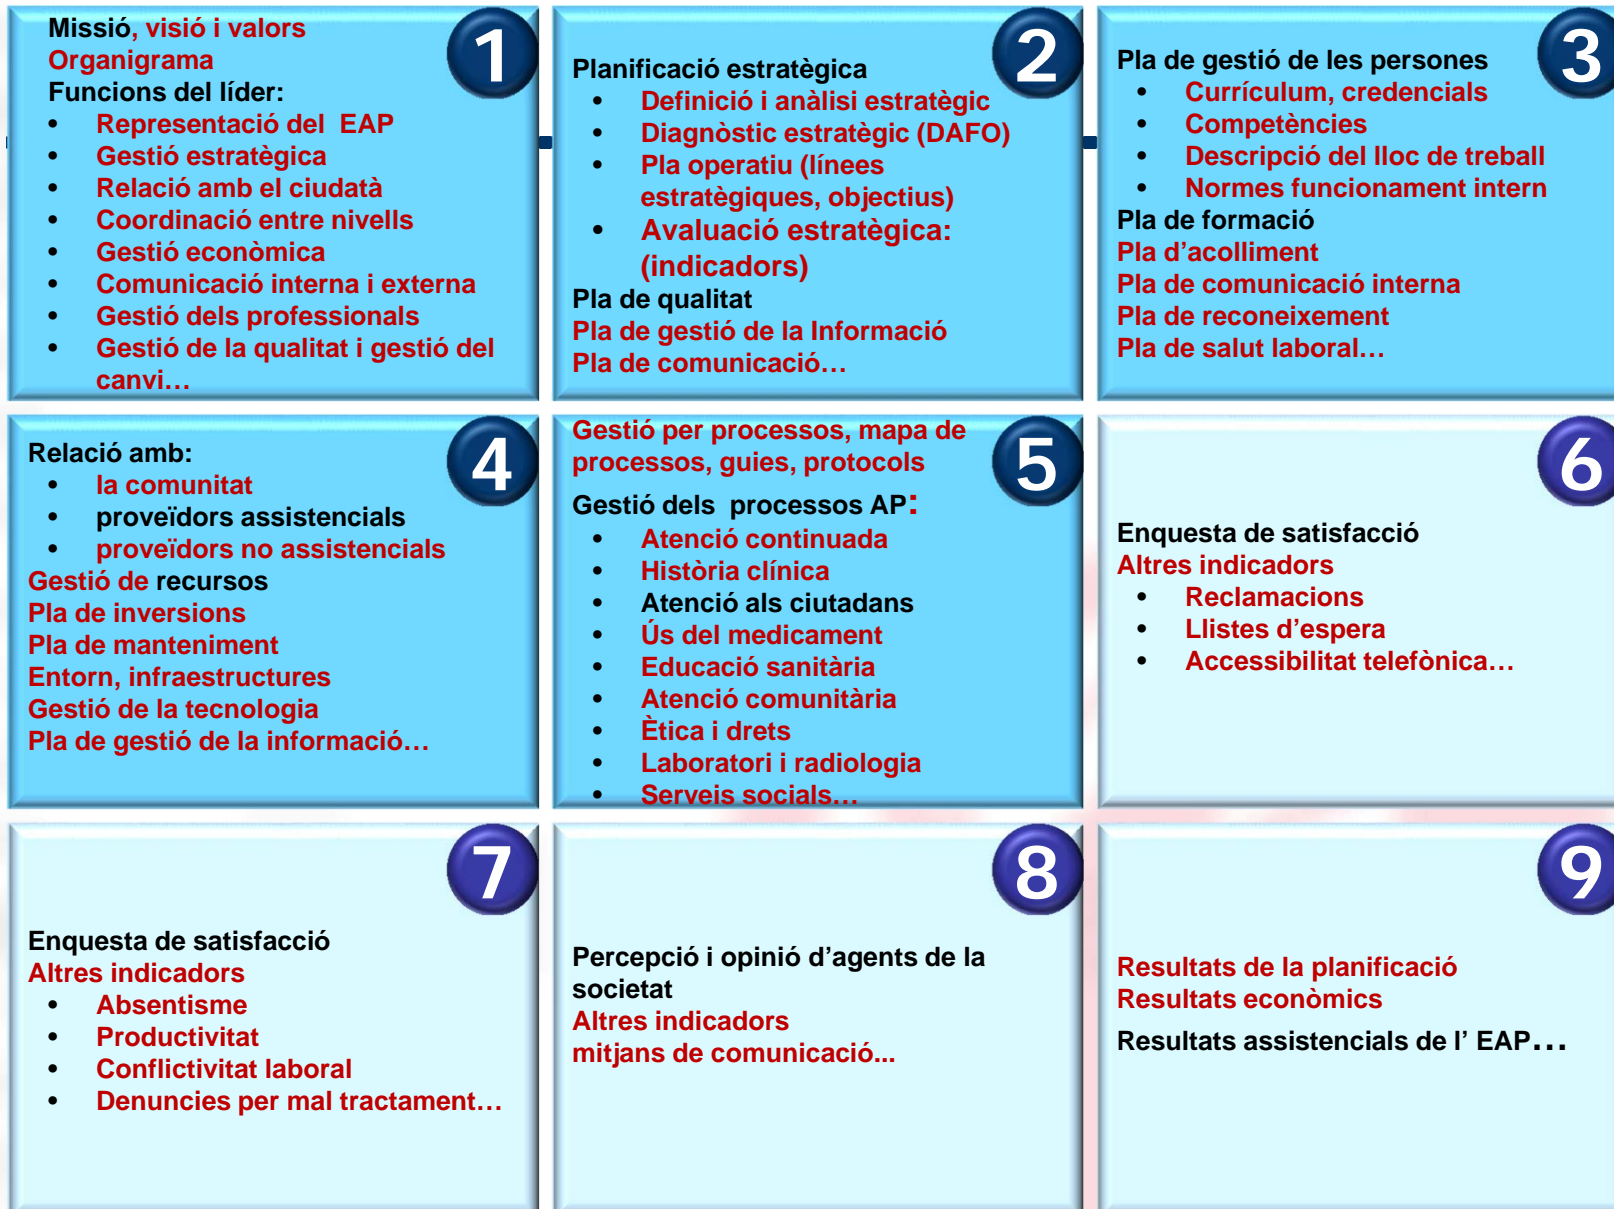 1
Missió, visió i valors
Organigrama
Funcions del líder:
• Representació del EAP
• Gestió estratègica
• Relació amb el ciudatà
• Coordinació entre nivells
• Gestió econòmica
• Comunicació interna i externa
• Gestió dels professionals
• Gestió de la qualitat i gestió del
canvi…
2
Planificació estratègica
• Definició i anàlisi estratègic
• Diagnòstic estratègic (DAFO)
• Pla operatiu (línees
estratègiques, objectius)
• Avaluació estratègica:
(indicadors)
Pla de qualitat
Pla de gestió de la Informació
Pla de comunicació…
3
Pla de gestió de les persones
• Currículum, credencials
• Competències
• Descripció del lloc de treball
• Normes funcionament intern
Pla de formació
Pla d’acolliment
Pla de comunicació interna
Pla de reconeixement
Pla de salut laboral…
4
Relació amb:
• la comunitat
• proveïdors assistencials
• proveïdors no assistencials
Gestió de recursos
Pla de inversions
Pla de manteniment
Entorn, infraestructures
Gestió de la tecnologia
Pla de gestió de la informació…
5
Gestió per processos, mapa de
processos, guies, protocols
Gestió dels processos AP:
• Atenció continuada
• Història clínica
• Atenció als ciutadans
• Ús del medicament
• Educació sanitària
• Atenció comunitària
• Ètica i drets
• Laboratori i radiologia
• Serveis socials…
6
Enquesta de satisfacció
Altres indicadors
• Reclamacions
• Llistes d’espera
• Accessibilitat telefònica…
7
Enquesta de satisfacció
Altres indicadors
• Absentisme
• Productivitat
• Conflictivitat laboral
• Denuncies per mal tractament…
8
Percepció i opinió d’agents de la
societat
Altres indicadors
mitjans de comunicació...
9
Resultats de la planificació
Resultats econòmics
Resultats assistencials de l’ EAP…